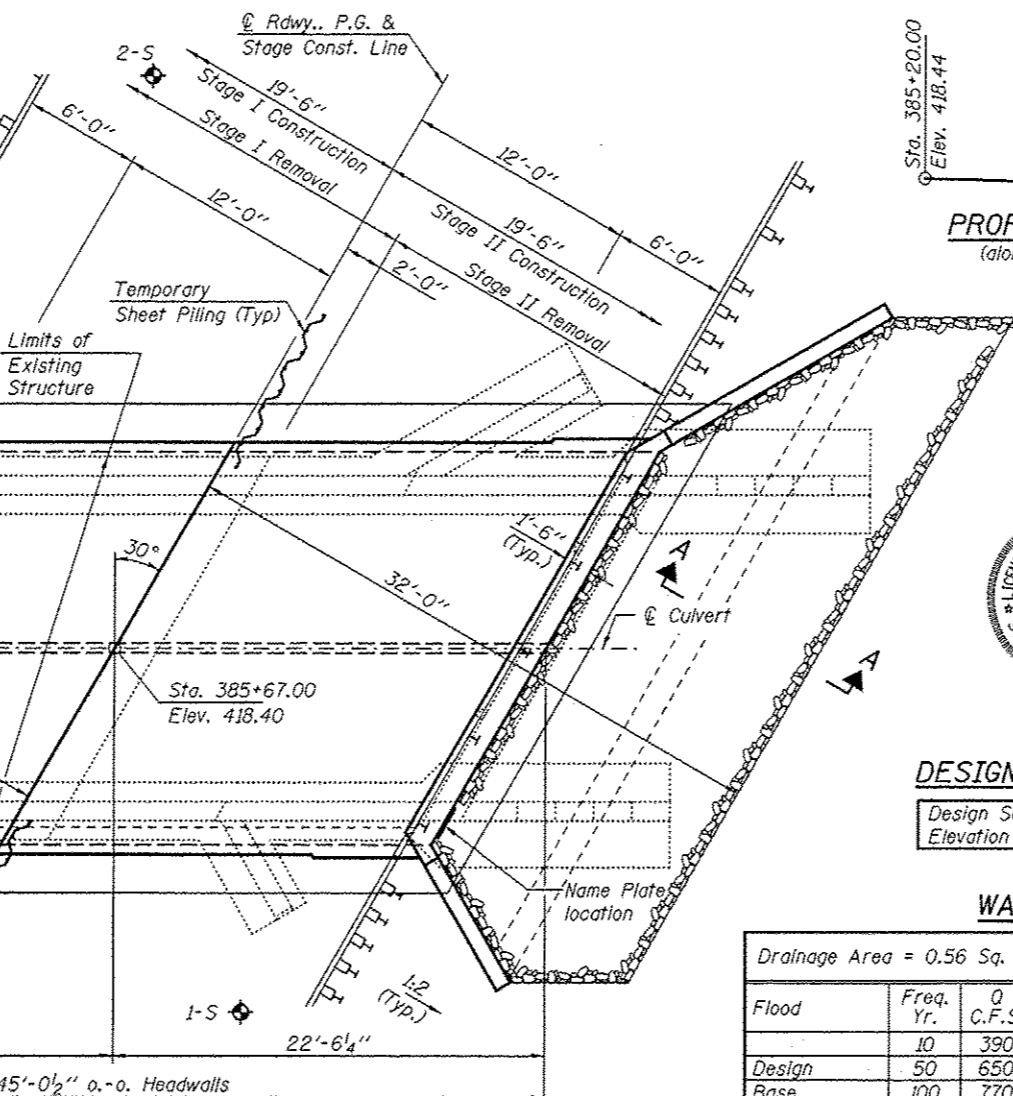 ℄ Rdwy., P.G. &
Stage Const. Line
2-S
19'-6"
Stage I Construction
Stage I Removal
6'-0"
12'-0"
12'-0"
19'-6"
Stage II Construction
Stage II Removal
6'-0"
2'-0"
Sta. 385+20.00
Elev. 418.44
PROF
(alo
Temporary
Sheet Piling (Typ)
Limits of
Existing
Structure
1'-6"
(Typ.)
30°
32'-0"
A
℄ Culvert
A
Sta. 385+67.00
Elev. 418.40
DESIGN
Design S
Elevation
Name Plate
location
WA
Drainage Area = 0.56 Sq.
Flood
Freq.
Yr.
Q
C.F.S
10
390
Design
50
650
Base
100
770
1:2
(Typ.)
1-S
22'-6¼"
45'-0½" o.-o. Headwalls